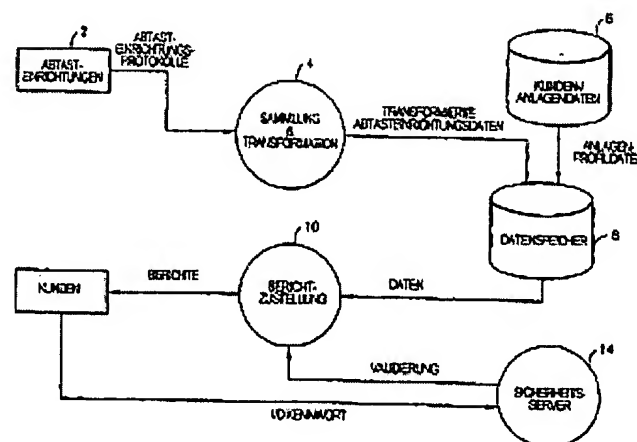 2
ABTAST-
EINRICHTUNGEN
ABTAST-
EINRICHTUNGS-
PROTOKOLLE
4
SAMMLUNG
&
TRANSFORMATION
TRANSFORMIERTE
ABTASTEINRICHTUNGSDATEN
6
KUNDEN-/
ANLAGENDATEN
ANLAGEN-
PROFILDATEN
DATENSPEICHER
8
10
BERICHT-
ZUSTELLUNG
BERICHTE
KUNDEN
DATEN
VALIDIERUNG
14
SICHERHEITS-
SERVER
I/D KENNWORT